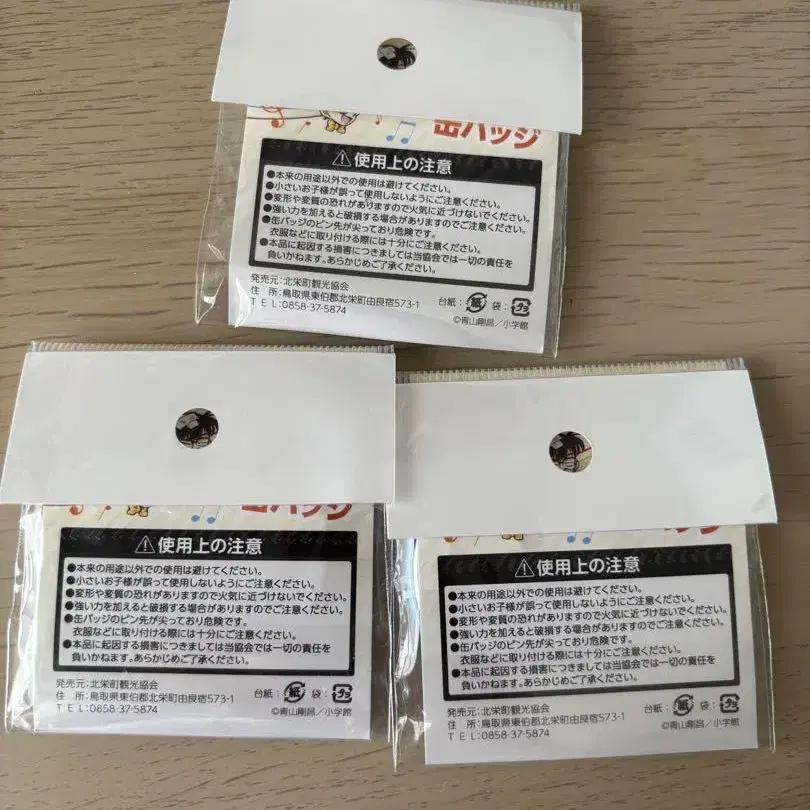 缶バッジ
⚠使用上の注意
●本来の用途以外での使用は避けてください。
●小さいお子様が誤って使用しないようにご注意ください。
●変形や変質の恐れがありますので火気に近づけないでください。
●強い力を加えると破損する場合がありますのでご注意ください。
●缶バッジのピン先が尖っており危険です。
衣服などに取り付ける際には十分にご注意ください。
●本品に起因する損害につきましては当協会では一切の責任を
負いかねます。あらかじめご了承ください。
発売元:北栄町観光協会
住 所:鳥取県東伯郡北栄町由良宿573-1
TEL:0858-37-5874
台紙:紙 袋:プラ
©青山剛昌/小学館
缶バッジ
⚠使用上の注意
●本来の用途以外での使用は避けてください。
●小さいお子様が誤って使用しないようにご注意ください。
●変形や変質の恐れがありますので火気に近づけないでください。
●強い力を加えると破損する場合がありますのでご注意ください。
●缶バッジのピン先が尖っており危険です。
衣服などに取り付ける際には十分にご注意ください。
●本品に起因する損害につきましては当協会では一切の責任を
負いかねます。あらかじめご了承ください。
発売元:北栄町観光協会
住 所:鳥取県東伯郡北栄町由良宿573-1
TEL:0858-37-5874
台紙:紙 袋:プラ
©青山剛昌/小学館
⚠使用上の注意
●本来の用途以外での使用は避けてください。
●小さいお子様が誤って使用しないようにご注意ください。
●変形や変質の恐れがありますので火気に近づけないでください。
●強い力を加えると破損する場合がありますのでご注意ください。
●缶バッジのピン先が尖っており危険です。
衣服などに取り付ける際には十分にご注意ください。
●本品に起因する損害につきましては当協会では一切の責任を
負いかねます。あらかじめご了承ください。
発売元:北栄町観光協会
住 所:鳥取県東伯郡北栄町由良宿573-1
TEL:0858-37-5874
台紙:紙 袋:プラ
©青山剛昌/小学館